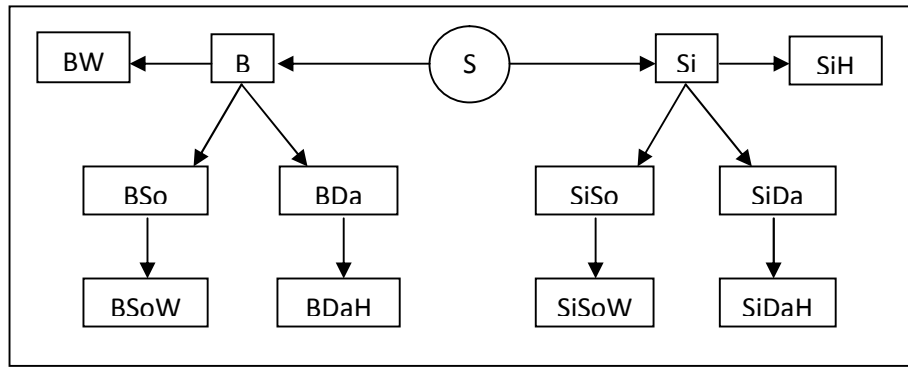 BW B S Si SiH
BSo BDa SiSo SiDa
BSoW BDaH SiSoW SiDaH